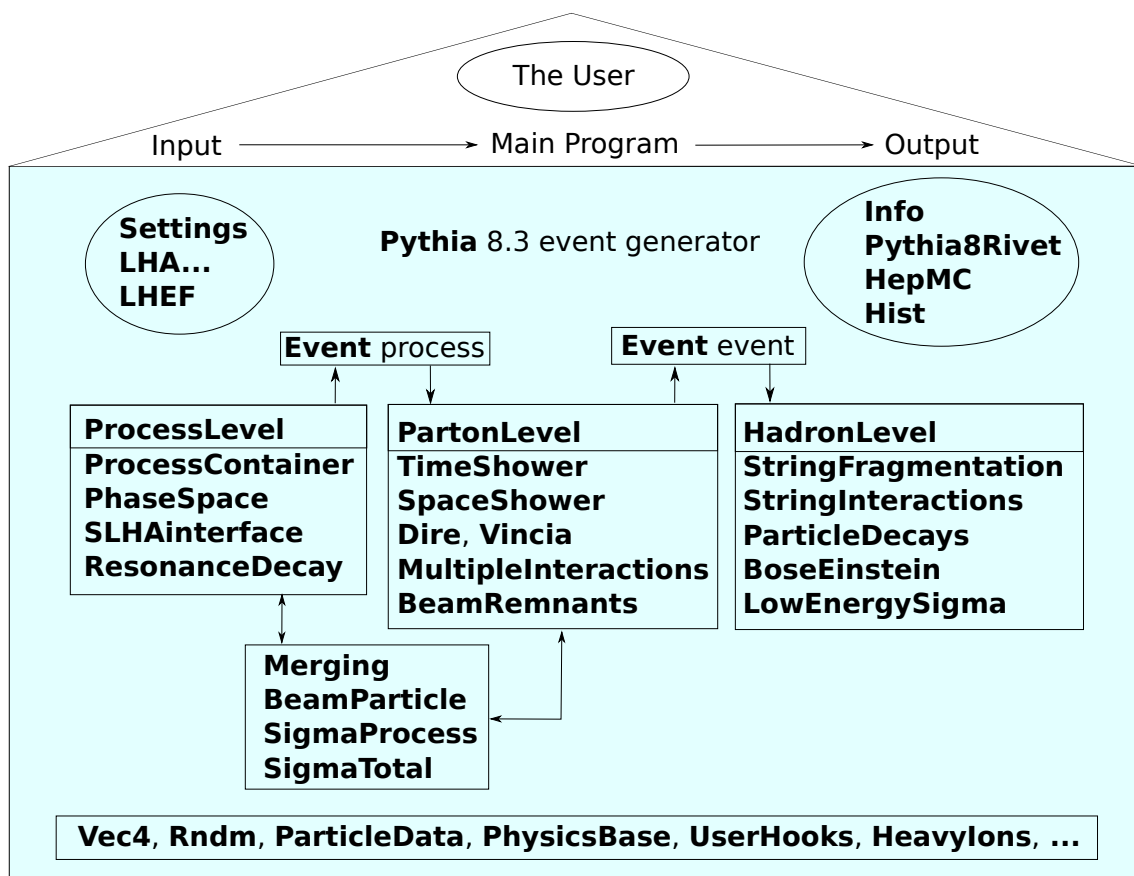 The User
Input
Main Program
Output
Settings
LHA...
LHEF
Pythia 8.3 event generator
Info
Pythia8Rivet
HepMC
Hist
Event process
Event event
ProcessLevel
ProcessContainer
PhaseSpace
SLHAinterface
ResonanceDecay
PartonLevel
TimeShower
SpaceShower
Dire, Vincia
MultipleInteractions
BeamRemnants
HadronLevel
StringFragmentation
StringInteractions
ParticleDecays
BoseEinstein
LowEnergySigma
Merging
BeamParticle
SigmaProcess
SigmaTotal
Vec4, Rndm, ParticleData, PhysicsBase, UserHooks, HeavyIons, ...